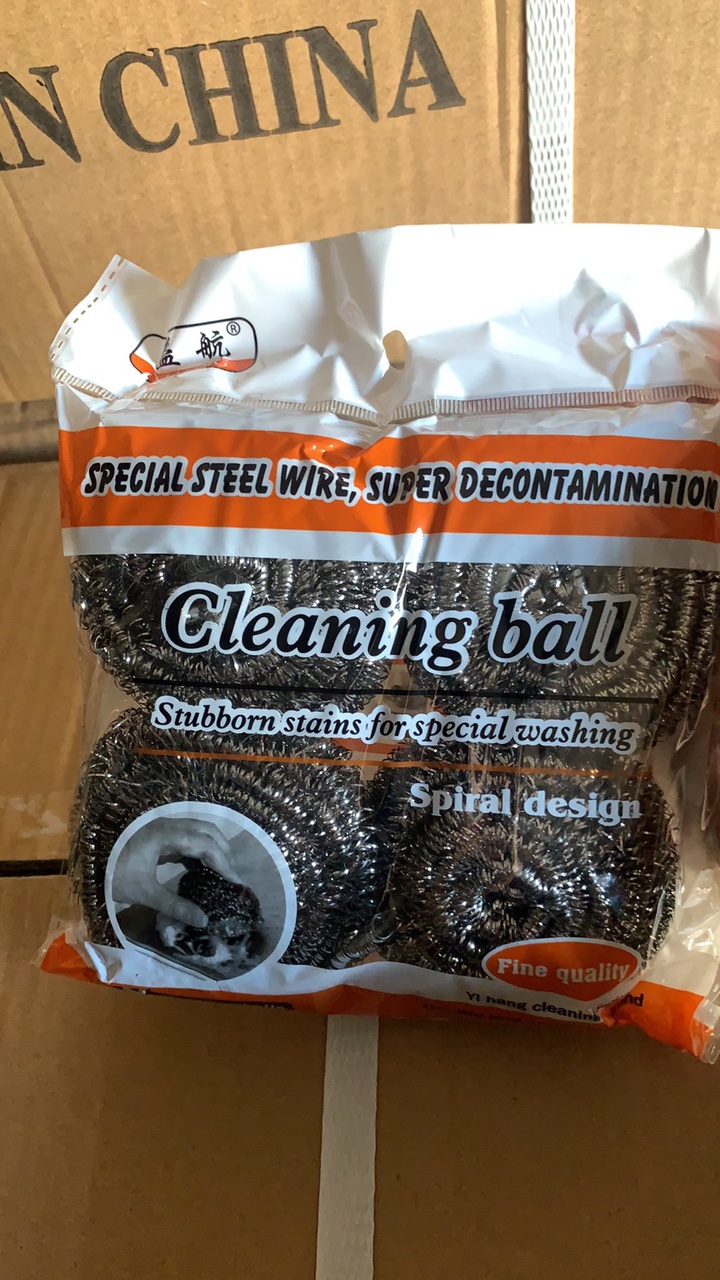 IN CHINA
航®
SPECIAL STEEL WIRE, SUPER DECONTAMINATION
Cleaning ball
Stubborn stains for special washing
Spiral design
Fine quality
Yi hang cleaning